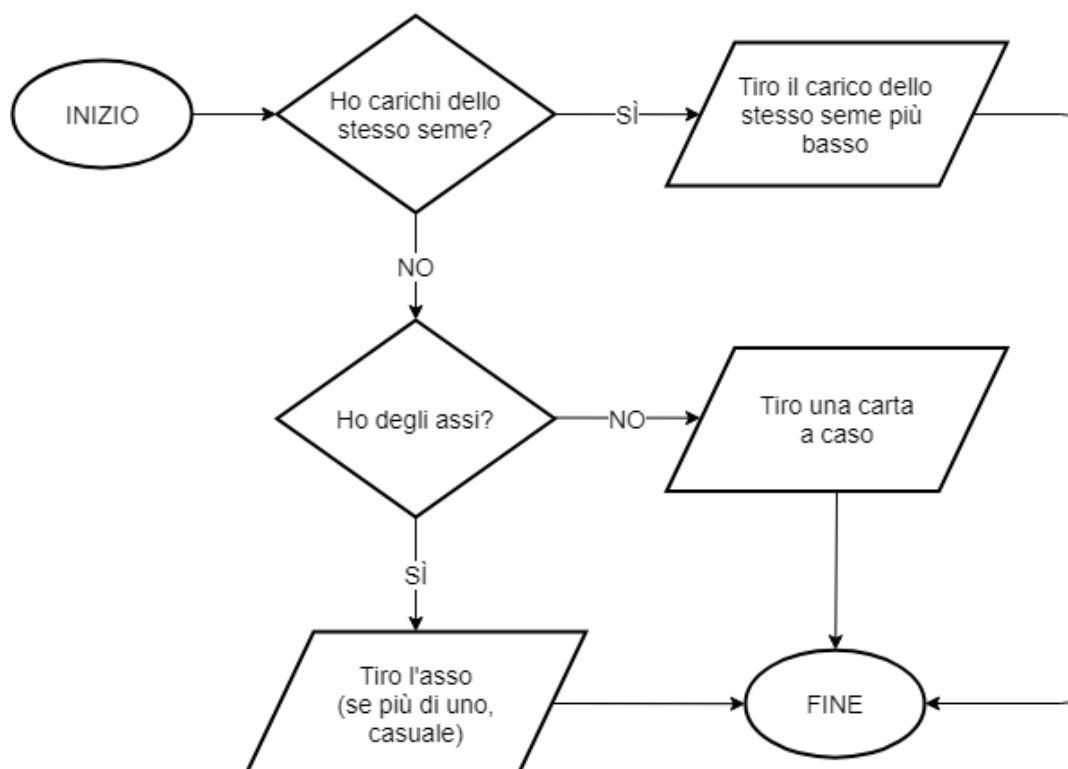 INIZIO
Ho carichi dello
stesso seme?
SÌ
Tiro il carico dello
stesso seme più
basso
NO
Ho degli assi?
NO
Tiro una carta
a caso
SÌ
Tiro l'asso
(se più di uno,
casuale)
FINE